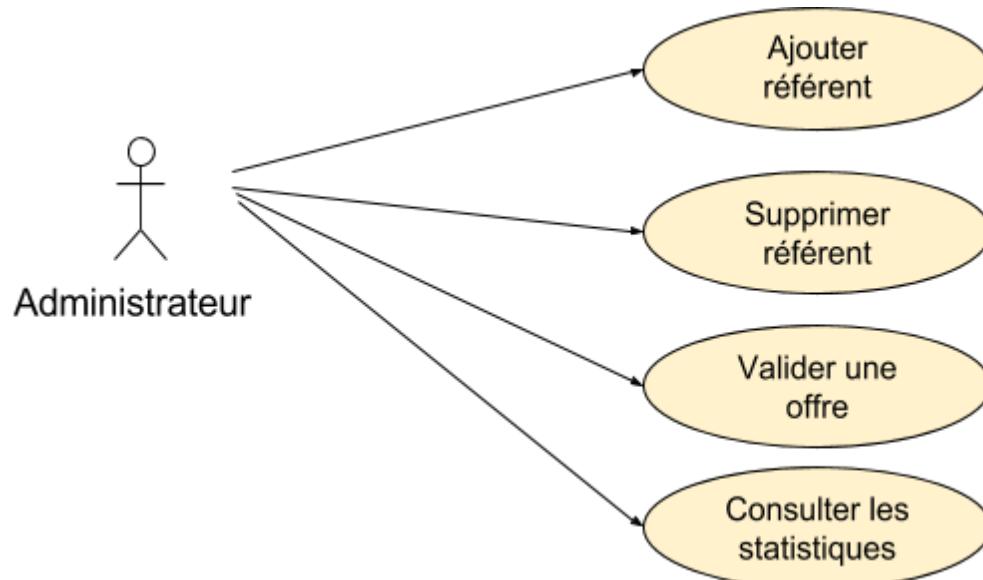 Ajouter
référent
Supprimer
référent
Administrateur
Valider une
offre
Consulter les
statistiques